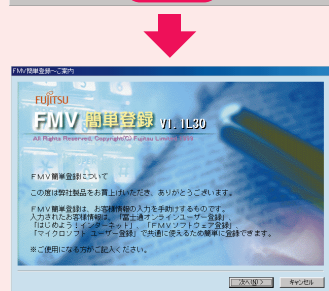 FMV簡単登録へご案内
FUJITSU
FMV 簡単登録 V1.1L30
All Rights Reserved, Copyright(C) Fujitsu Limited
FMV簡単登録について
この度は弊社製品をお買上げいただき、ありがとうございます。
FMV簡単登録は、お客様情報の入力を手助けするものです。
入力されたお客様情報は、「富士通オンラインユーザー登録」、
「はじめよう!インターネット」、「FMVソフトウェア登録」
「マイクロソフト ユーザー登録」で共通に使えるため簡単に登録できます。
※ご使用になる方がご記入ください。
次へ(N) >
キャンセル